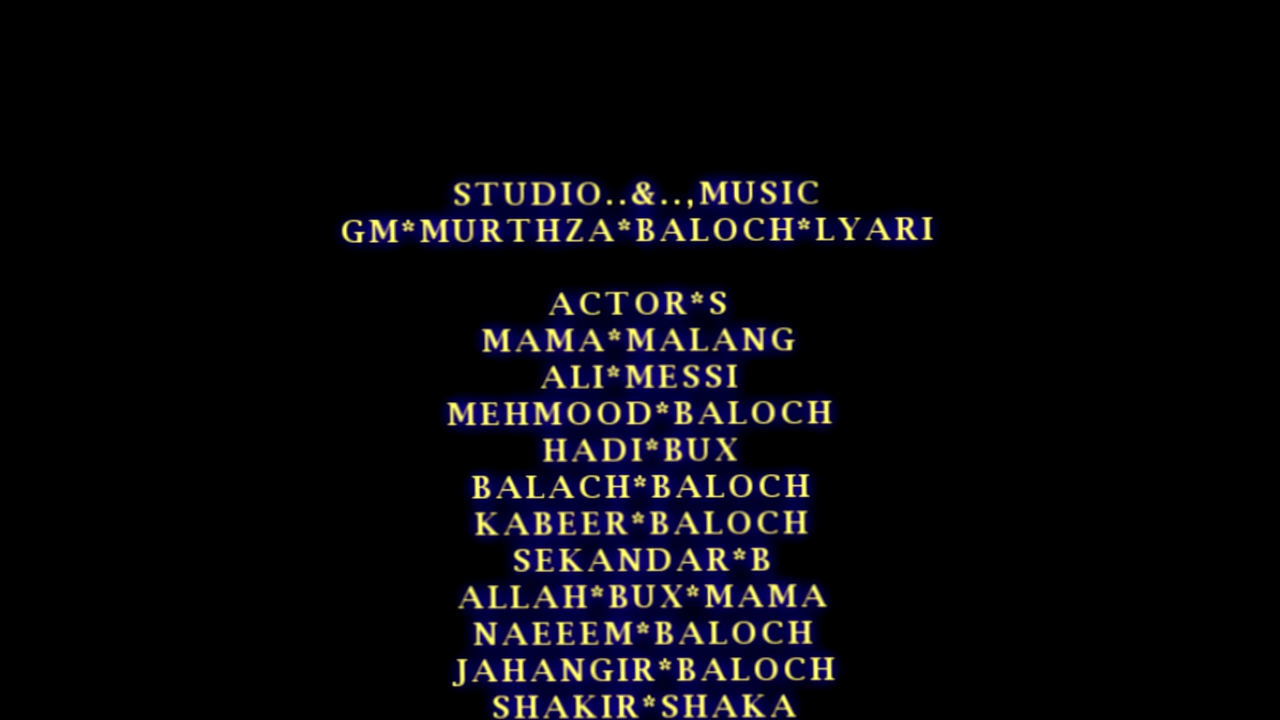 STUDIO..&..,MUSIC
GM*MURTHZA*BALOCH*LYARI
ACTOR*S
MAMA*MALANG
ALI*MESSI
MEHMOOD*BALOCH
HADI*BUX
BALACH*BALOCH
KABEER*BALOCH
SEKANDAR*B
ALLAH*BUX*MAMA
NAEEEM*BALOCH
JAHANGIR*BALOCH
SHAKIR*SHAKA